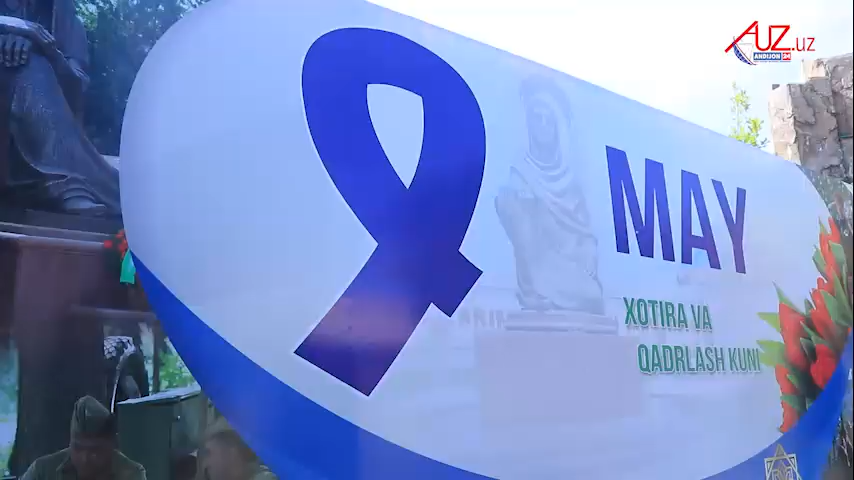 AUZ.uz
ANDIJON 24
MAY
XOTIRA VA
QADRLASH KUNI